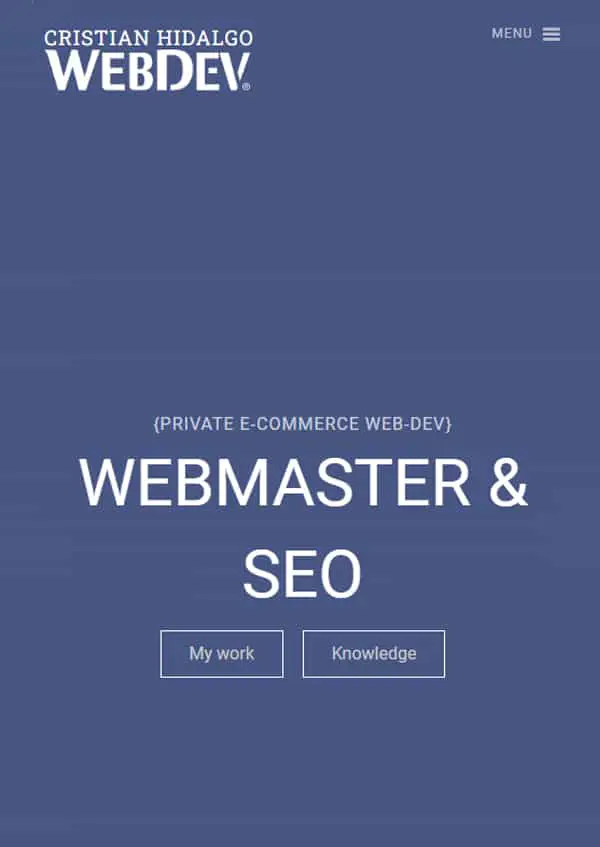 CRISTIAN HIDALGO
WEBDEV®
MENU
{PRIVATE E-COMMERCE WEB-DEV}
WEBMASTER &
SEO
My work
Knowledge